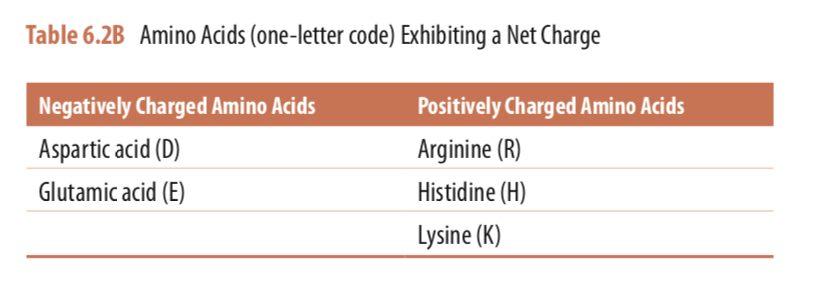 Table 6.2B Amino Acids (one-letter code) Exhibiting a Net Charge
Negatively Charged Amino Acids Positively Charged Amino Acids
Aspartic acid (D) Arginine (R)
Glutamic acid (E) Histidine (H)
Lysine (K)